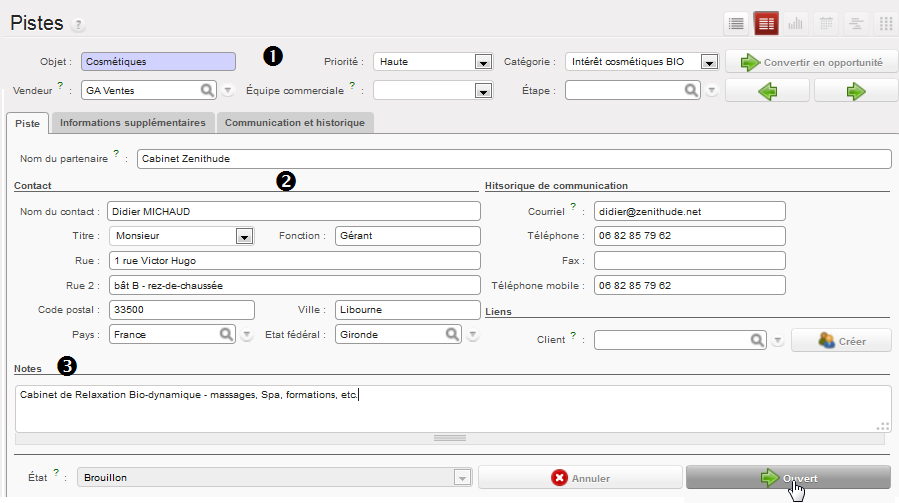 Pistes ?
Objet : Cosmétiques 1 Priorité : Haute Catégorie : Intérêt cosmétiques BIO Convertir en opportunité
Vendeur ? : GA Ventes Équipe commerciale ? : Étape :
Piste Informations supplémentaires Communication et historique
Nom du partenaire ? : Cabinet Zenithude
Contact 2 Hitsorique de communication
Nom du contact : Didier MICHAUD Courriel ? : didier@zenithude.net
Titre : Monsieur Fonction : Gérant Téléphone : 06 82 85 79 62
Rue : 1 rue Victor Hugo Fax :
Rue 2 : bât B - rez-de-chaussée Téléphone mobile : 06 82 85 79 62
Code postal : 33500 Ville : Libourne Liens
Pays : France Etat fédéral : Gironde Client ? : Créer
Notes 3
Cabinet de Relaxation Bio-dynamique - massages, Spa, formations, etc.
État ? : Brouillon Annuler Ouvert